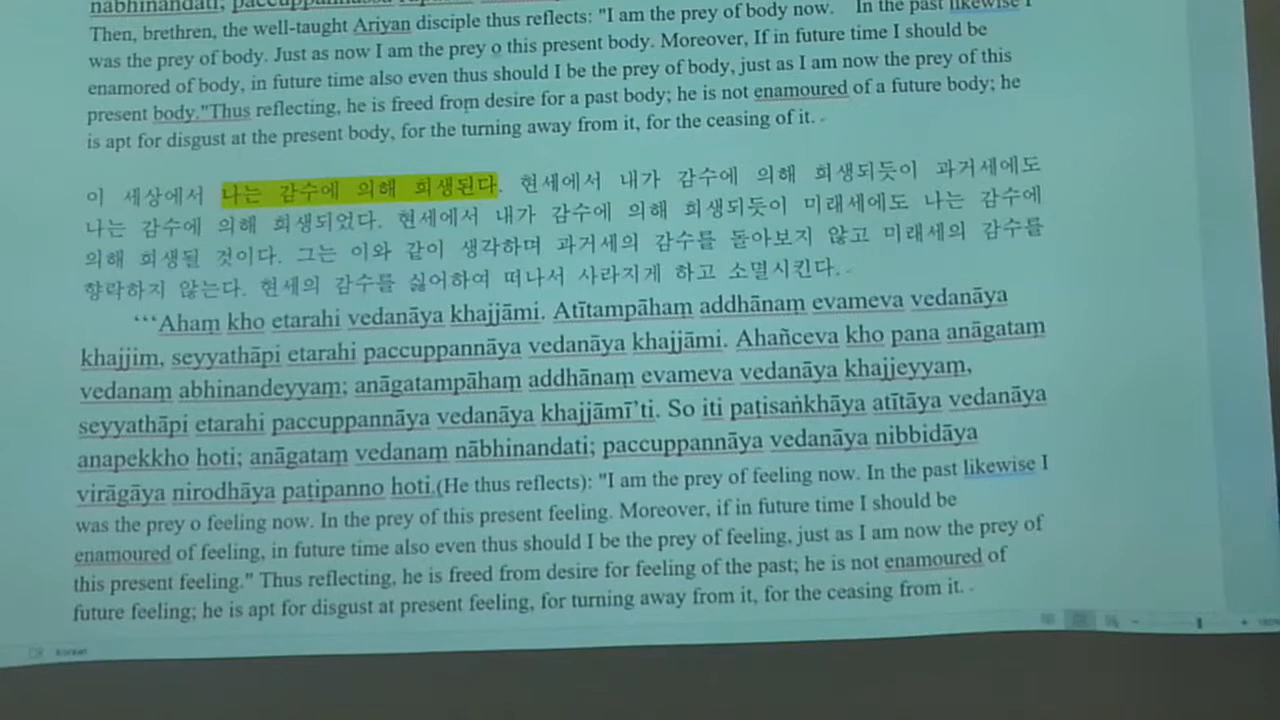 nābhinandati; paccuppannassa
Then, brethren, the well-taught Ariyan disciple thus reflects: "I am the prey of body now. In the past likewise I
was the prey of body. Just as now I am the prey o this present body. Moreover, If in future time I should be
enamored of body, in future time also even thus should I be the prey of body, just as I am now the prey of this
present body."Thus reflecting, he is freed from desire for a past body; he is not enamoured of a future body; he
is apt for disgust at the present body, for the turning away from it, for the ceasing of it.
이 세상에서 나는 감수에 의해 희생된다. 현세에서 내가 감수에 의해 희생되듯이 과거세에도
나는 감수에 의해 희생되었다. 현세에서 내가 감수에 의해 희생되듯이 미래세에도 나는 감수에
의해 희생될 것이다. 그는 이와 같이 생각하며 과거세의 감수를 돌아보지 않고 미래세의 감수를
향락하지 않는다. 현세의 감수를 싫어하여 떠나서 사라지게 하고 소멸시킨다.
‘‘‘Ahaṃ kho etarahi vedanāya khajjāmi. Atītampāhaṃ addhānaṃ evameva vedanāya
khajjiṃ, seyyathāpi etarahi paccuppannāya vedanāya khajjāmi. Ahañceva kho pana anāgataṃ
vedanaṃ abhinandeyyaṃ; anāgatampāhaṃ addhānaṃ evameva vedanāya khajjeyyaṃ,
seyyathāpi etarahi paccuppannāya vedanāya khajjāmī’ti. So iti paṭisaṅkhāya atītāya vedanāya
anapekkho hoti; anāgataṃ vedanaṃ nābhinandati; paccuppannāya vedanāya nibbidāya
virāgāya nirodhāya paṭipanno hoti.(He thus reflects): "I am the prey of feeling now. In the past likewise I
was the prey o feeling now. In the prey of this present feeling. Moreover, if in future time I should be
enamoured of feeling, in future time also even thus should I be the prey of feeling, just as I am now the prey of
this present feeling." Thus reflecting, he is freed from desire for feeling of the past; he is not enamoured of
future feeling; he is apt for disgust at present feeling, for turning away from it, for the ceasing from it.
Korean